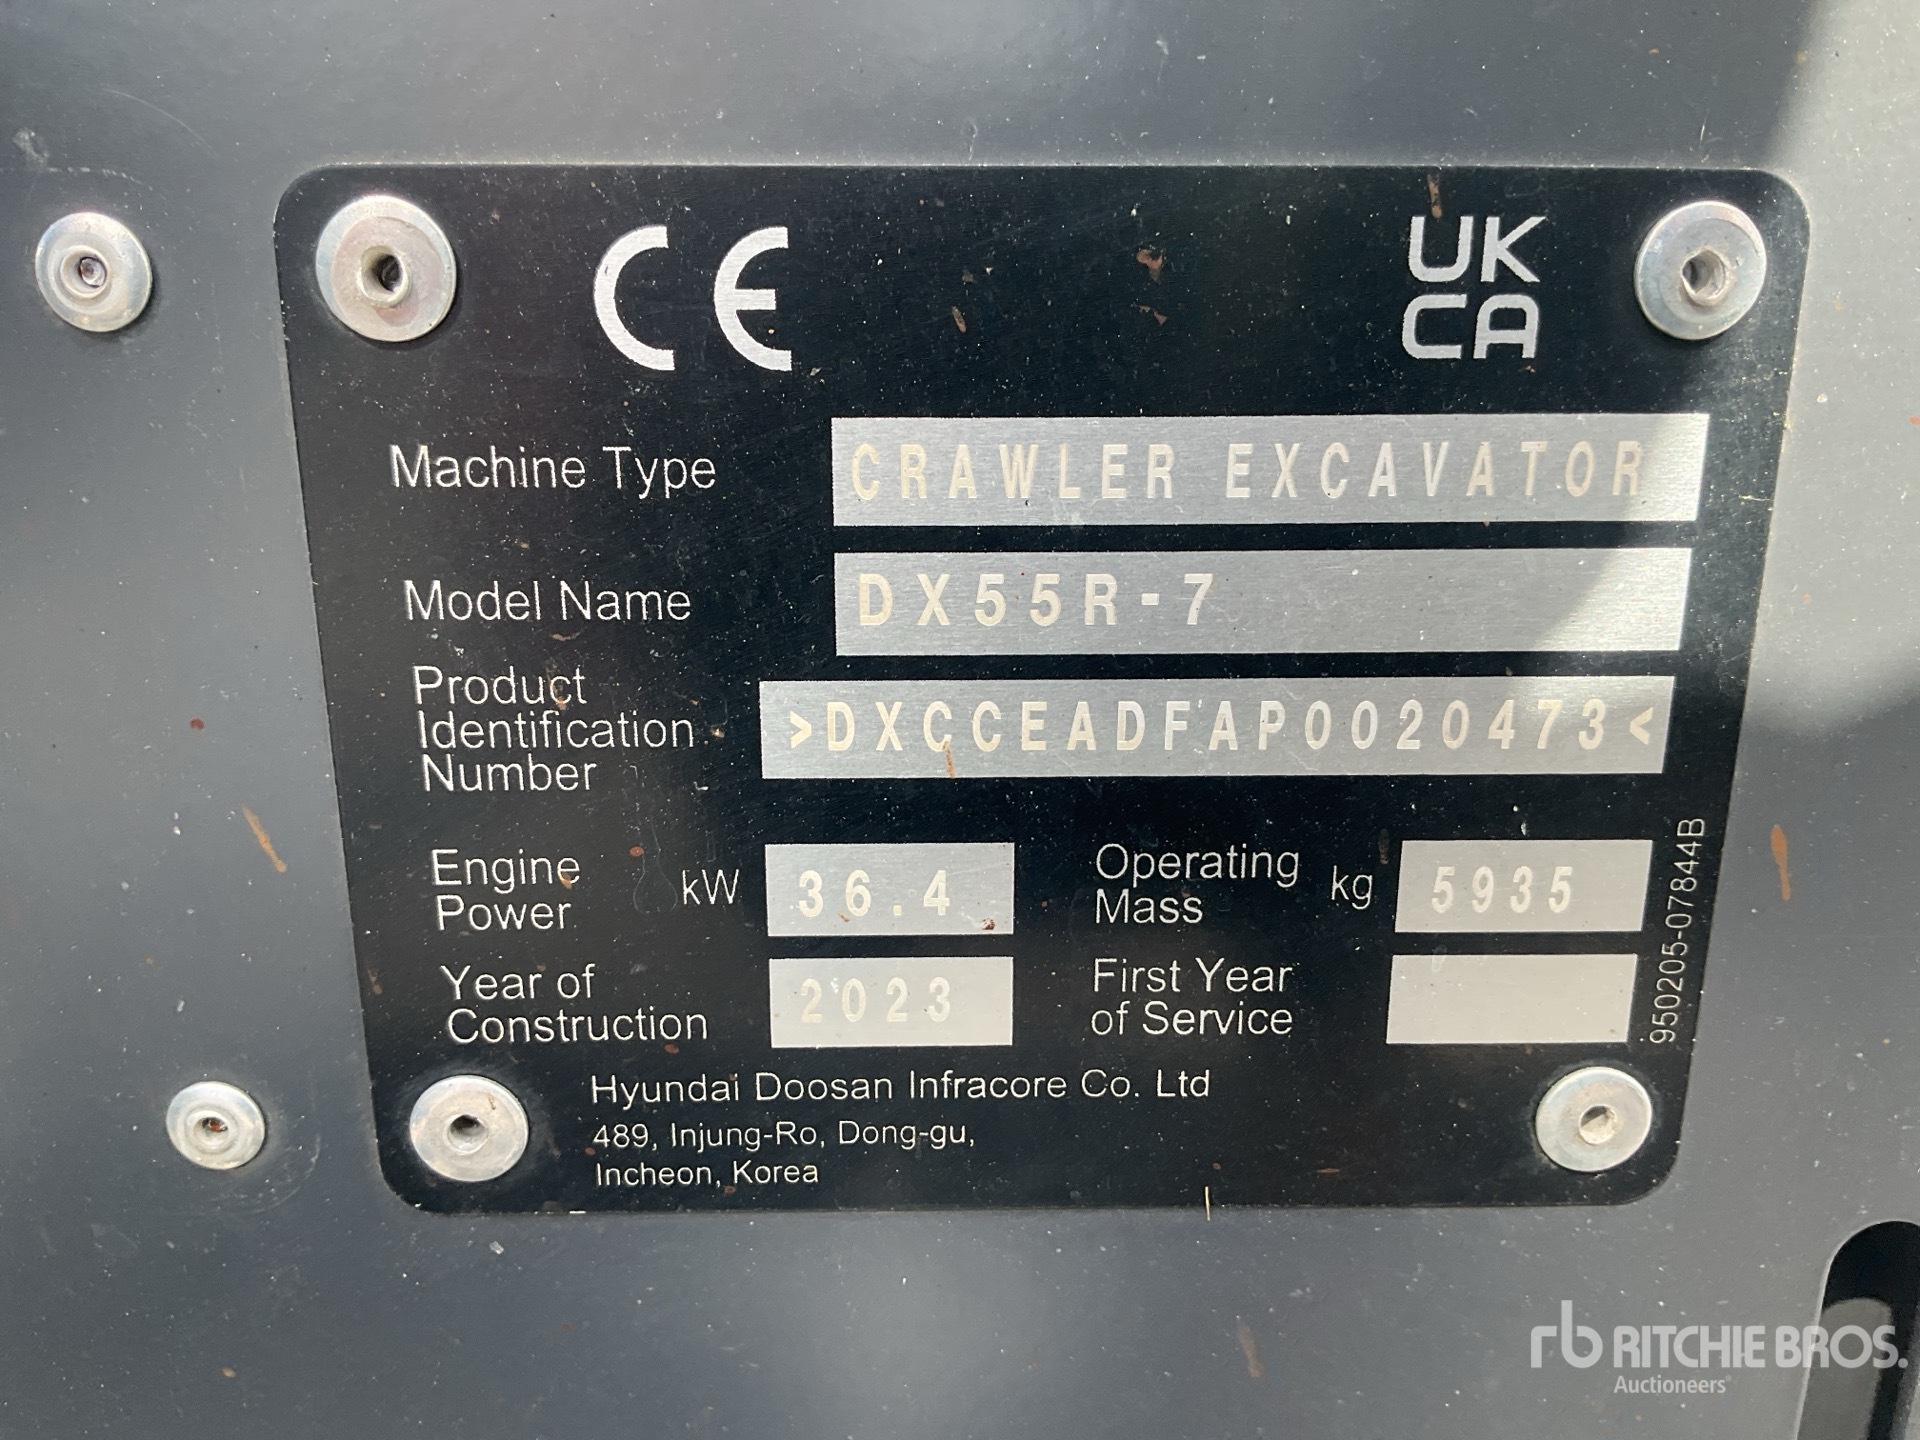 CE
UK
CA
Machine Type CRAWLER EXCAVATOR
Model Name DX55R-7
Product
Identification
Number >DXCCEADFAP0020473<
Engine
Power kW 36.4
Operating
Mass kg 5935
Year of
Construction 2023
First Year
of Service
950205-07844B
Hyundai Doosan Infracore Co. Ltd
489, Injung-Ro, Dong-gu,
Incheon, Korea
rb RITCHIE BROS.
Auctioneers